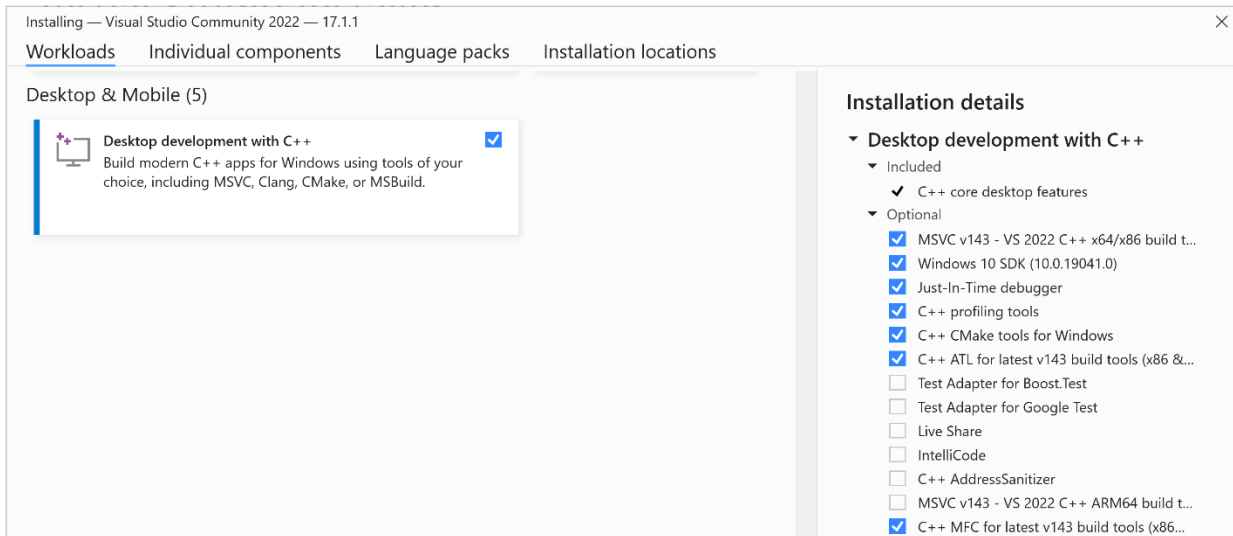 Installing — Visual Studio Community 2022 — 17.1.1
Workloads Individual components Language packs Installation locations
Desktop & Mobile (5)
Desktop development with C++
Build modern C++ apps for Windows using tools of your
choice, including MSVC, Clang, CMake, or MSBuild.
Installation details
Desktop development with C++
Included
C++ core desktop features
Optional
MSVC v143 - VS 2022 C++ x64/x86 build t...
Windows 10 SDK (10.0.19041.0)
Just-In-Time debugger
C++ profiling tools
C++ CMake tools for Windows
C++ ATL for latest v143 build tools (x86 &...
Test Adapter for Boost.Test
Test Adapter for Google Test
Live Share
IntelliCode
C++ AddressSanitizer
MSVC v143 - VS 2022 C++ ARM64 build t...
C++ MFC for latest v143 build tools (x86...